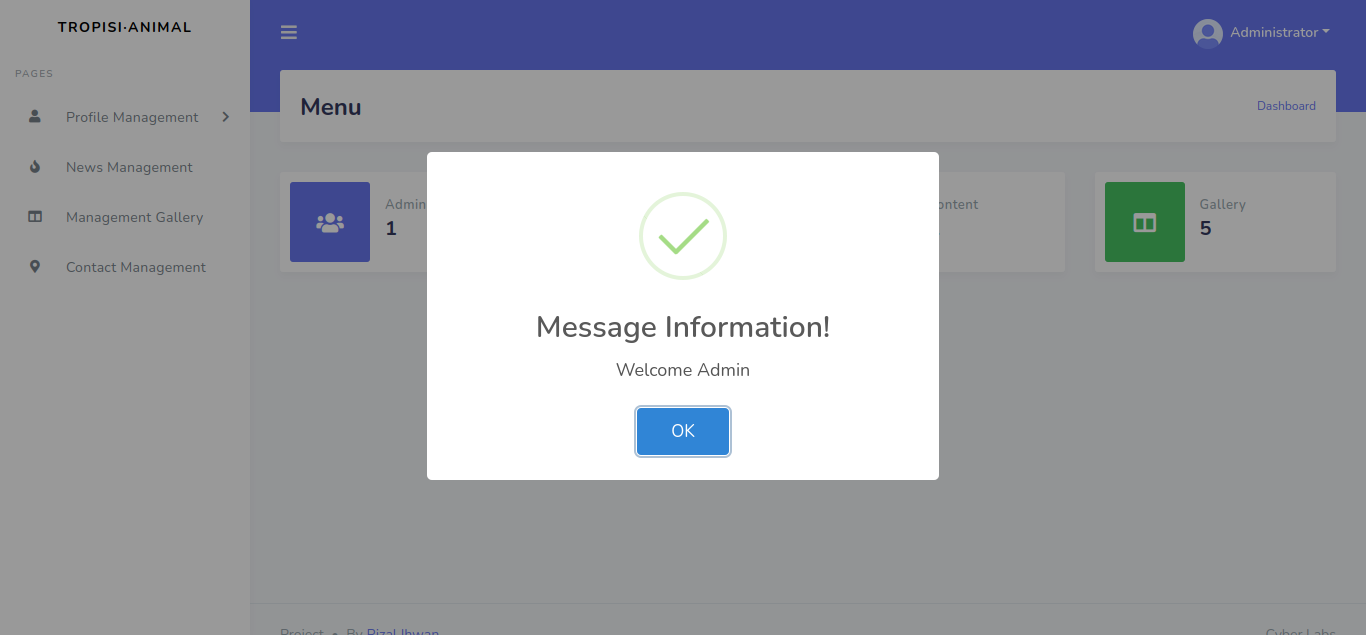 TROPISI·ANIMAL
PAGES
Profile Management
News Management
Management Gallery
Contact Management
Administrator
Menu
Dashboard
Admin
1
Gallery
5
Message Information!
Welcome Admin
OK
Project • By Rizal Ihwan
Cyber Labs